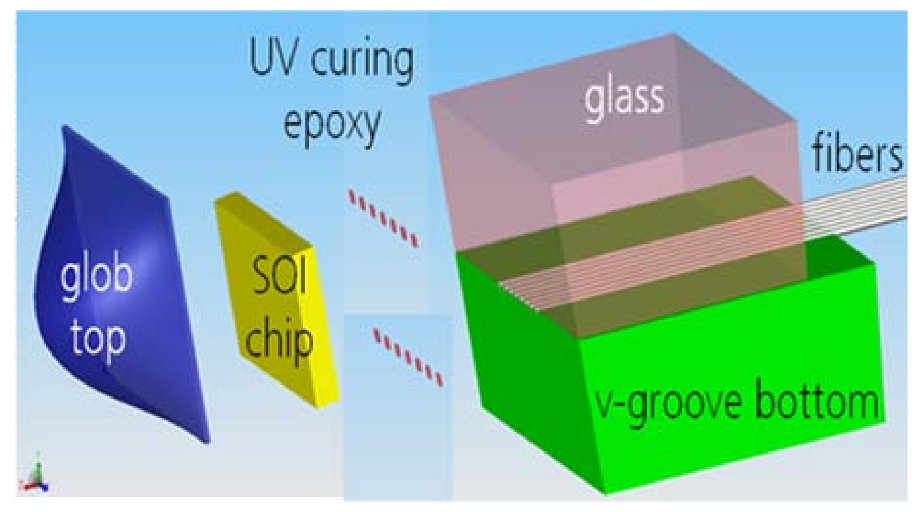 UV curing
epoxy
glass
fibers
glob
top
SOI
chip
v-groove bottom